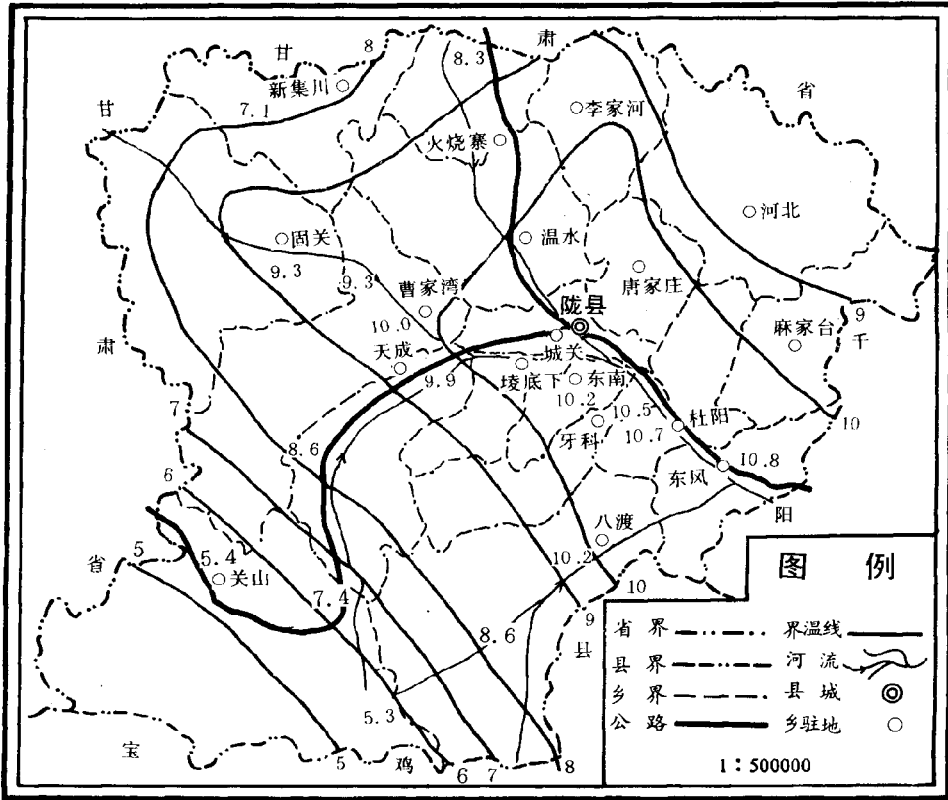 甘 肃 省
甘
肃
省
宝 鸡
县
千
阳
8
8.3
新集川
7.1
火烧寨
李家河
河北
固关
9.3
9.3
温水
唐家庄
曹家湾
10.0
陇县
9
麻家台
天成
城关
9.9
埝底下
东南
10.2
10.5
杜阳
10
7
牙科
10.7
8.6
10.8
东风
6
八渡
5
5.4
关山
10.2
7.4
10
9
8.6
5.3
5
6
7
8
图 例
省 界
界温线
县 界
河 流
乡 界
县 城
公 路
乡驻地
1:500000